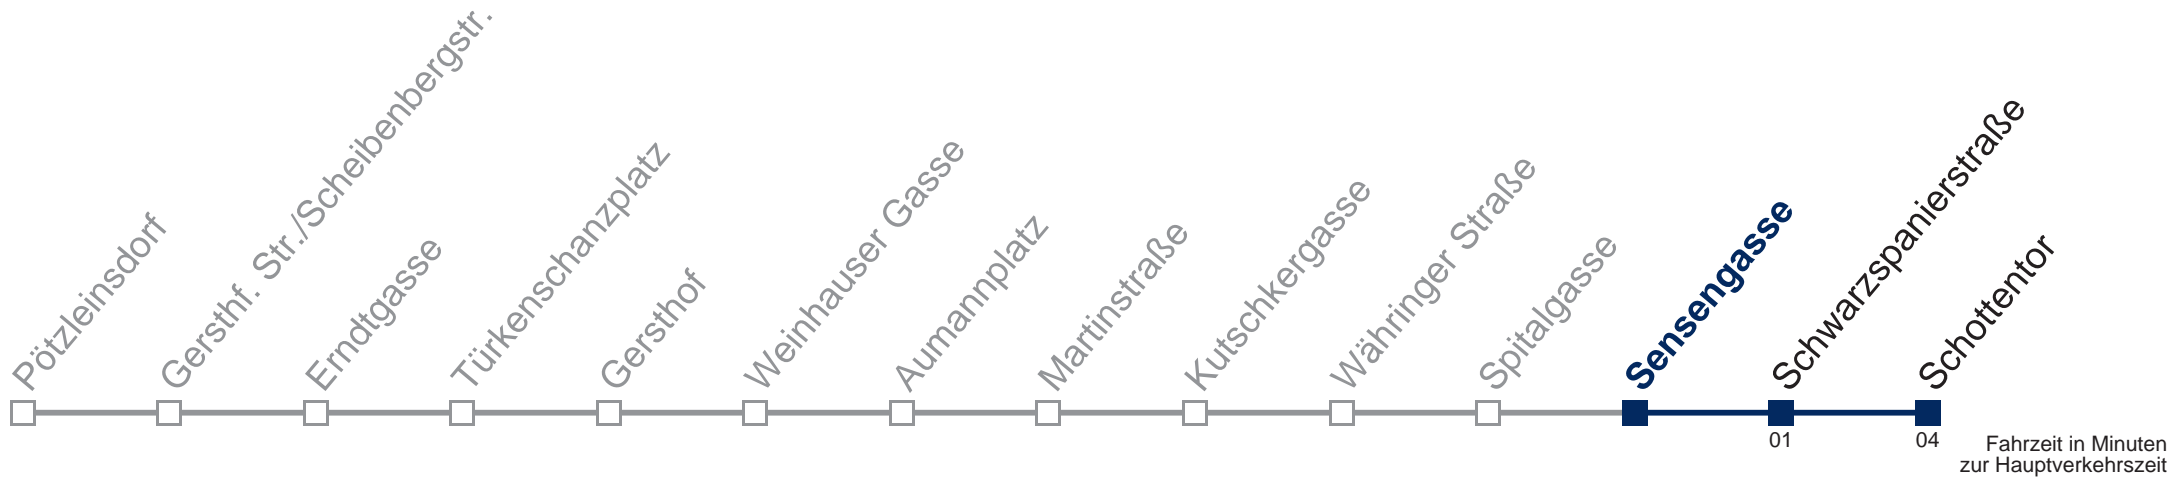 Pötzleinsdorf
Gersthf. Str./Scheibenbergstr.
Erndtgasse
Türkenschanzplatz
Gersthof
Weinhauser Gasse
Aumannplatz
Martinstraße
Kutschkergasse
Währinger Straße
Spitalgasse
Sensengasse
Schwarzspanierstraße
Schottentor
01
04
Fahrzeit in Minuten
zur Hauptverkehrszeit